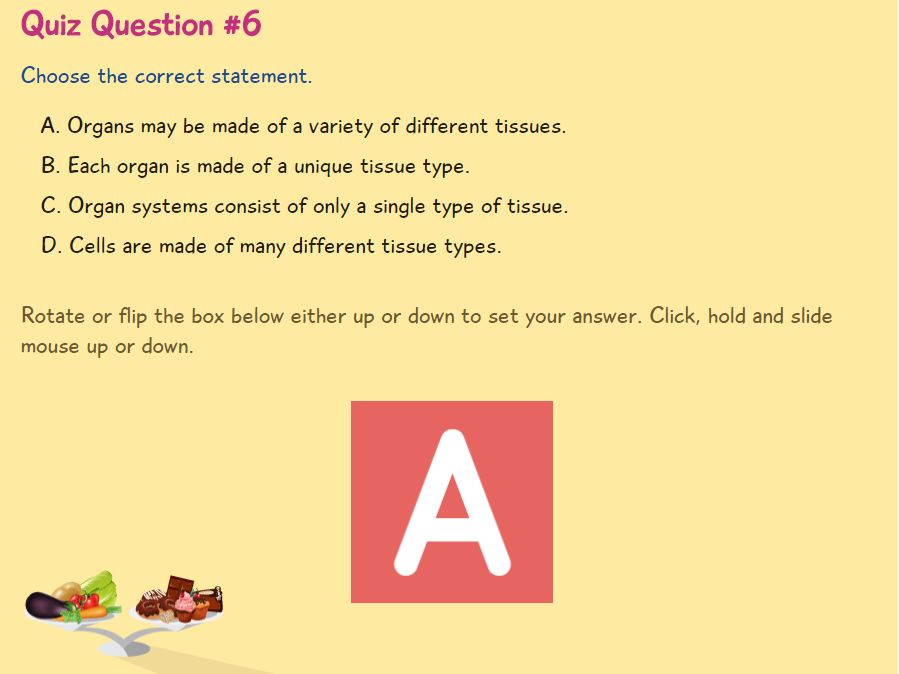 Quiz Question #6
Choose the correct statement.
A. Organs may be made of a variety of different tissues.
B. Each organ is made of a unique tissue type.
C. Organ systems consist of only a single type of tissue.
D. Cells are made of many different tissue types.
Rotate or flip the box below either up or down to set your answer. Click, hold and slide
mouse up or down.
A